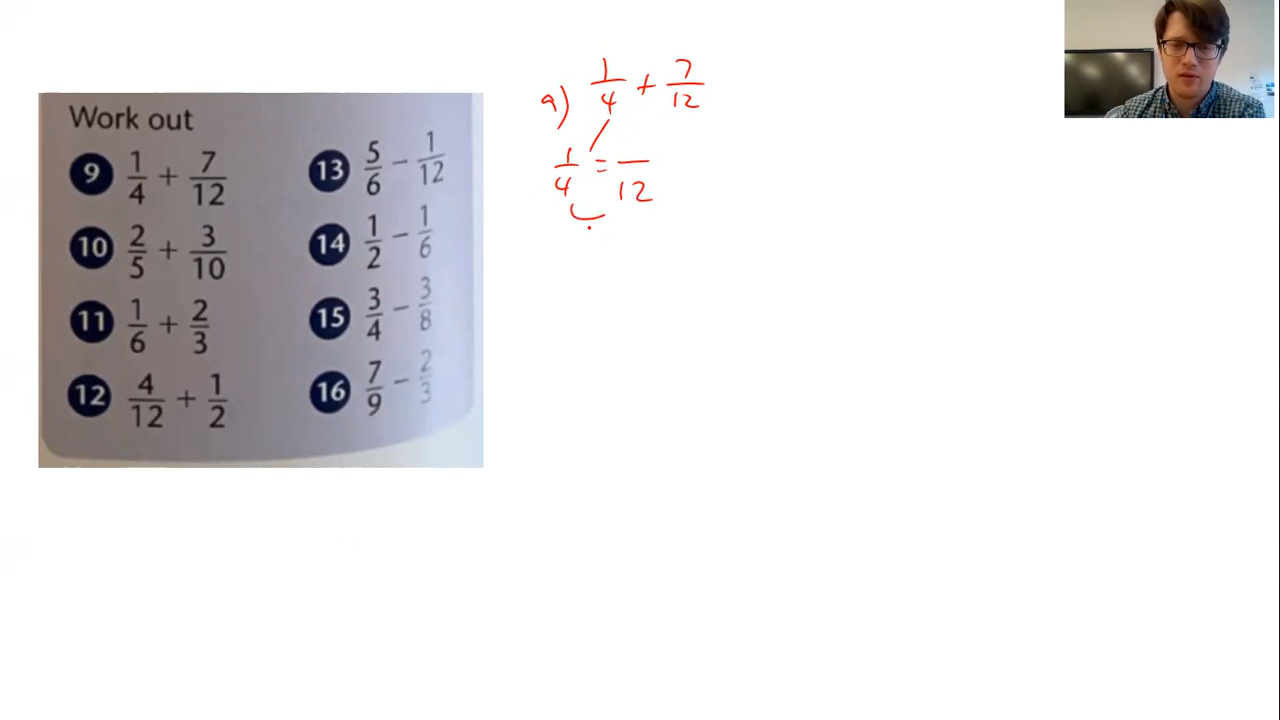 Work out
9 1/4 + 7/12
10 2/5 + 3/10
11 1/6 + 2/3
12 4/12 + 1/2
13 5/6 − 1/12
14 1/2 − 1/6
15 3/4 − 3/8
16 7/9 − 2/3
9) 1/4 + 7/12
1/4 = /12